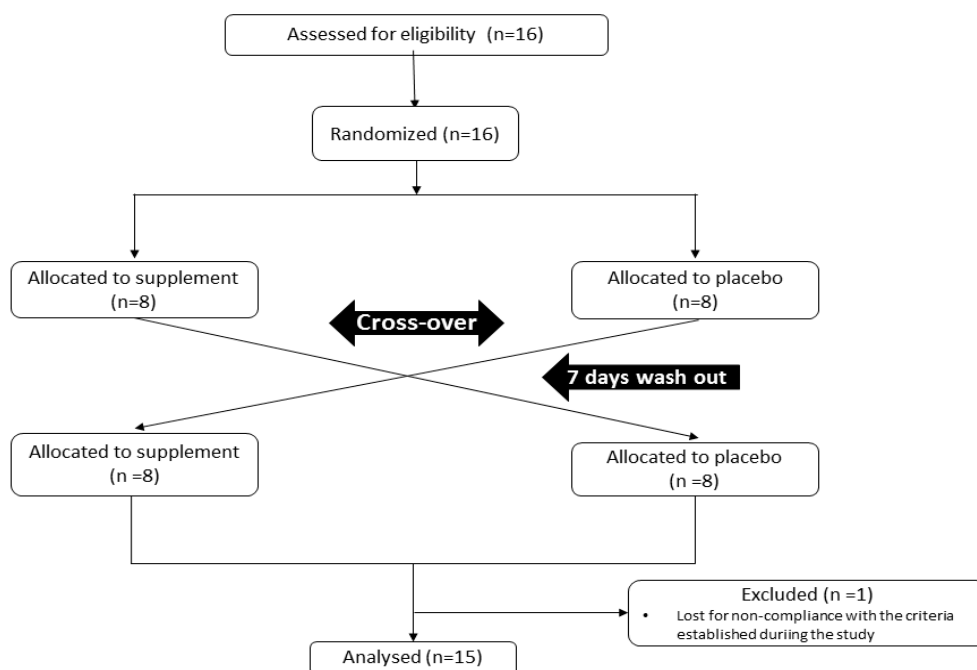 Assessed for eligibility (n=16)
Randomized (n=16)
Allocated to supplement
(n=8)
Allocated to placebo
(n=8)
Cross-over
7 days wash out
Allocated to supplement
(n =8)
Allocated to placebo
(n =8)
Excluded (n =1)
• Lost for non-compliance with the criteria
established duriing the study
Analysed (n=15)